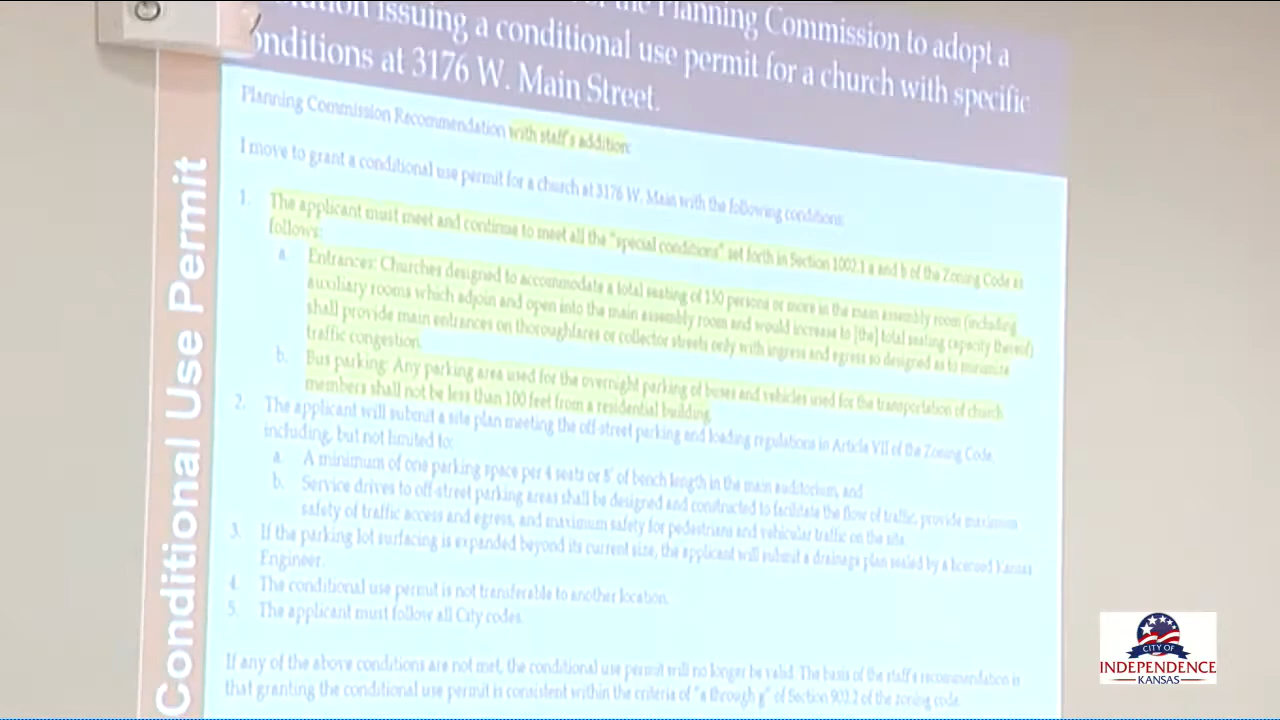 the Planning Commission to adopt a
issuing a conditional use permit for a church with specific
onditions at 3176 W. Main Street.
Planning Commission Recommendation with staff's addition:
I move to grant a conditional use permit for a church at 3176 W. Main with the following conditions:
1. The applicant must meet and continue to meet all the "special conditions" set forth in Section 1002.1 a and b of the Zoning Code as
follows:
a. Entrances: Churches designed to accommodate a total seating of 150 persons or more in the main assembly room (including
auxiliary rooms which adjoin and open into the main assembly room and would increase to [the] total seating capacity thereof)
shall provide main entrances on thoroughfares or collector streets only with ingress and egress so designed as to minimize
traffic congestion.
b. Bus parking: Any parking area used for the overnight parking of buses and vehicles used for the transportation of church
members shall not be less than 100 feet from a residential building.
2. The applicant will submit a site plan meeting the off-street parking and loading regulations in Article VII of the Zoning Code,
including, but not limited to:
a. A minimum of one parking space per 4 seats or 8' of bench length in the main auditorium, and
b. Service drives to off-street parking areas shall be designed and constructed to facilitate the flow of traffic, provide maximum
safety of traffic access and egress, and maximum safety for pedestrians and vehicular traffic on the site.
3. If the parking lot surfacing is expanded beyond its current size, the applicant will submit a drainage plan sealed by a licensed Kansas
Engineer.
4. The conditional use permit is not transferable to another location.
5. The applicant must follow all City codes.
If any of the above conditions are not met, the conditional use permit will no longer be valid. The basis of the staff's recommendation is
that granting the conditional use permit is consistent within the criteria of "a through g" of Section 902.2 of the zoning code.
Conditional Use Permit
CITY OF
INDEPENDENCE
KANSAS